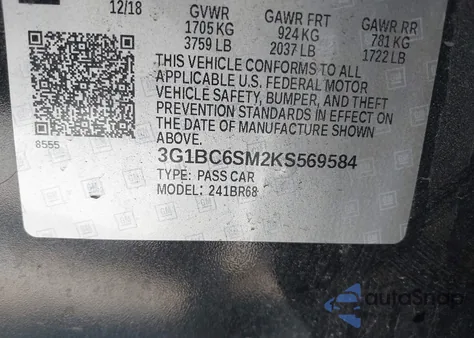 12/18 GVWR GAWR FRT GAWR RR
1705 KG 924 KG 781 KG
3759 LB 2037 LB 1722 LB
THIS VEHICLE CONFORMS TO ALL
APPLICABLE U.S. FEDERAL MOTOR
VEHICLE SAFETY, BUMPER, AND THEFT
PREVENTION STANDARDS IN EFFECT ON
THE DATE OF MANUFACTURE SHOWN
ABOVE.
8555
3G1BC6SM2KS569584
TYPE: PASS CAR
MODEL: 241BR68
autoSnap